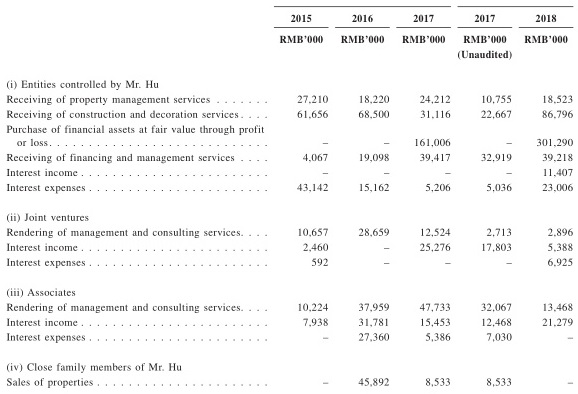 2015 2016 2017 2017 2018
RMB'000 RMB'000 RMB'000 RMB'000 RMB'000
(Unaudited)
(i) Entities controlled by Mr. Hu
Receiving of property management services . . . . . . . 27,210 18,220 24,212 10,755 18,523
Receiving of construction and decoration services. . . . 61,656 68,500 31,116 22,667 86,796
Purchase of financial assets at fair value through profit
or loss. . . . . . . . . . . . . . . . . . . . . . . . . . . . – – 161,006 – 301,290
Receiving of financing and management services . . . . 4,067 19,098 39,417 32,919 39,218
Interest income . . . . . . . . . . . . . . . . . . . . . . . . – – – – 11,407
Interest expenses . . . . . . . . . . . . . . . . . . . . . . . 43,142 15,162 5,206 5,036 23,006
(ii) Joint ventures
Rendering of management and consulting services. . . . 10,657 28,659 12,524 2,713 2,896
Interest income . . . . . . . . . . . . . . . . . . . . . . . . 2,460 – 25,276 17,803 5,388
Interest expenses . . . . . . . . . . . . . . . . . . . . . . . 592 – – – 6,925
(iii) Associates
Rendering of management and consulting services. . . . 10,224 37,959 47,733 32,067 13,468
Interest income . . . . . . . . . . . . . . . . . . . . . . . . 7,938 31,781 15,453 12,468 21,279
Interest expenses . . . . . . . . . . . . . . . . . . . . . . . – 27,360 5,386 7,030 –
(iv) Close family members of Mr. Hu
Sales of properties . . . . . . . . . . . . . . . . . . . . . . – 45,892 8,533 8,533 –